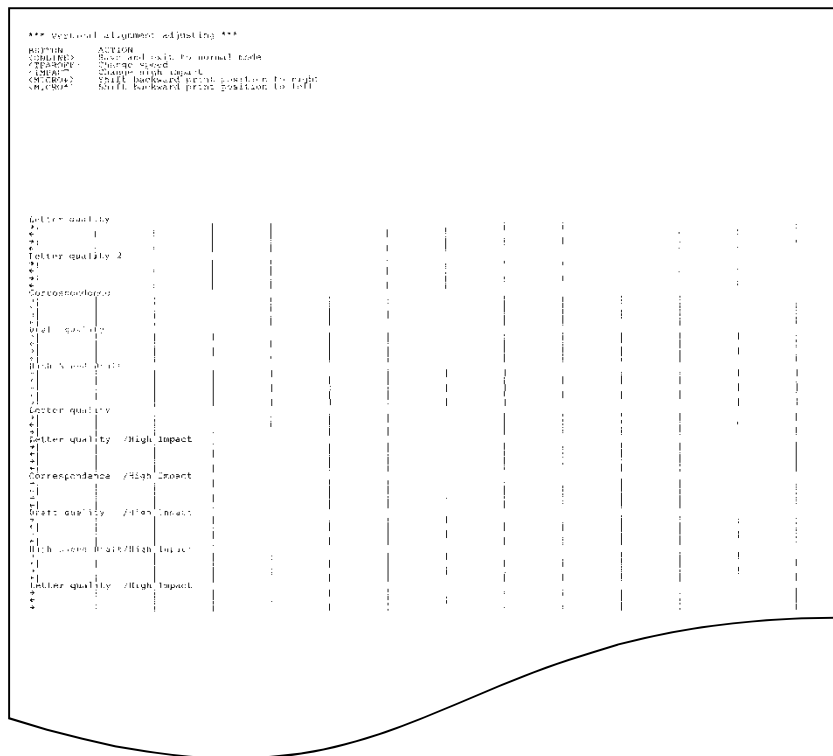 *** Vertical alignment adjusting ***
BUTTON ACTION
<ONLINE> Save and exit to normal mode
<TEAROFF> Change speed
<IMPACT> Change high impact
<MICRO↑> Shift backward print position to right
<MICRO↓> Shift backward print position to left
Letter quality
Letter quality 2
Correspondence
Draft quality
High Speed Draft
Letter quality
Letter quality /High Impact
Correspondence /High Impact
Draft quality /High Impact
High Speed Draft/High Impact
Letter quality /High Impact